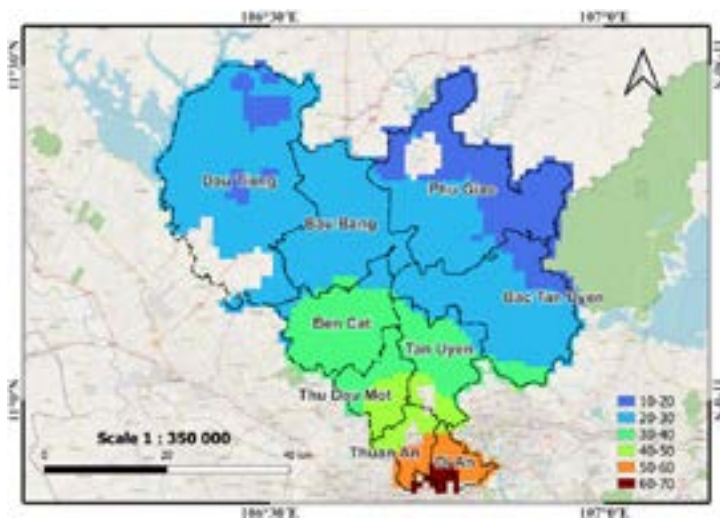 106°30'E 107°0'E
11°30'N
Dau Tieng
Phu Giao
Bau Bang
Bac Tan Uyen
Ben Cat
Tan Uyen
11°0'N
Thu Dau Mot
Thuan An
Di An
Scale 1 : 350 000
0 20 40 km
10-20
20-30
30-40
40-50
50-60
60-70
106°30'E 107°0'E